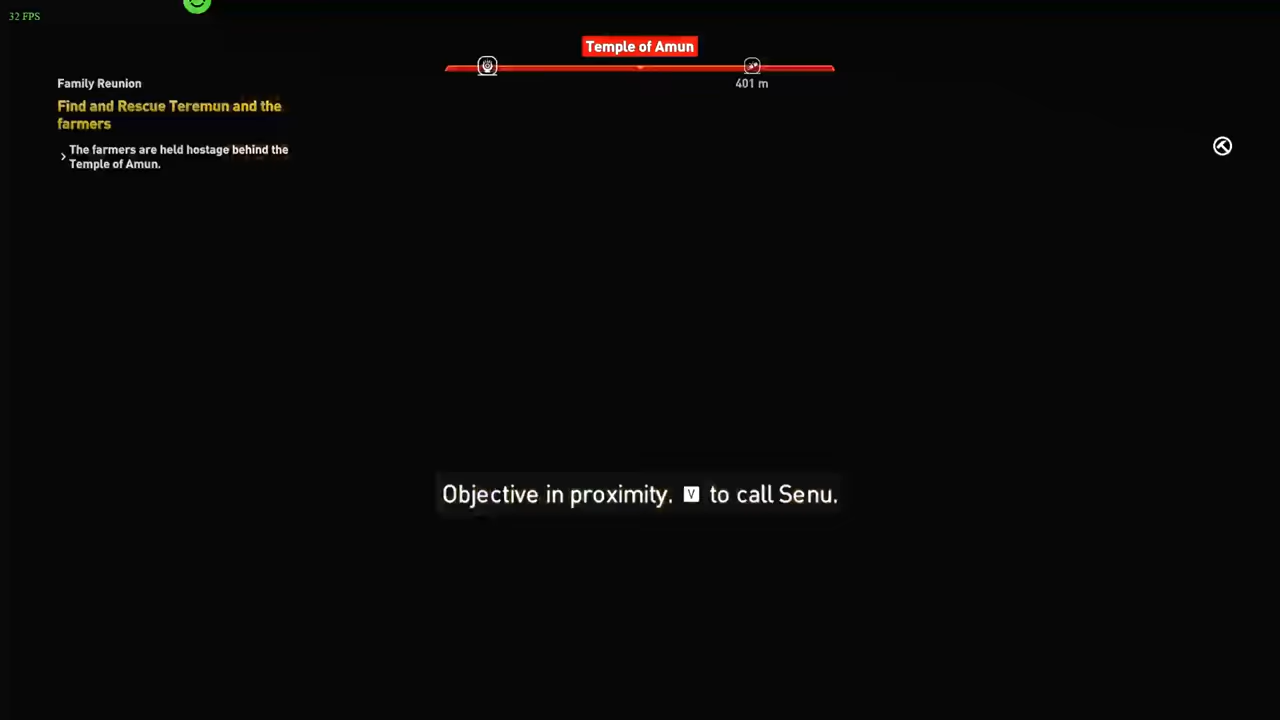 32 FPS
Temple of Amun
401 m
Family Reunion
Find and Rescue Teremun and the
farmers
The farmers are held hostage behind the
Temple of Amun.
Objective in proximity. V to call Senu.